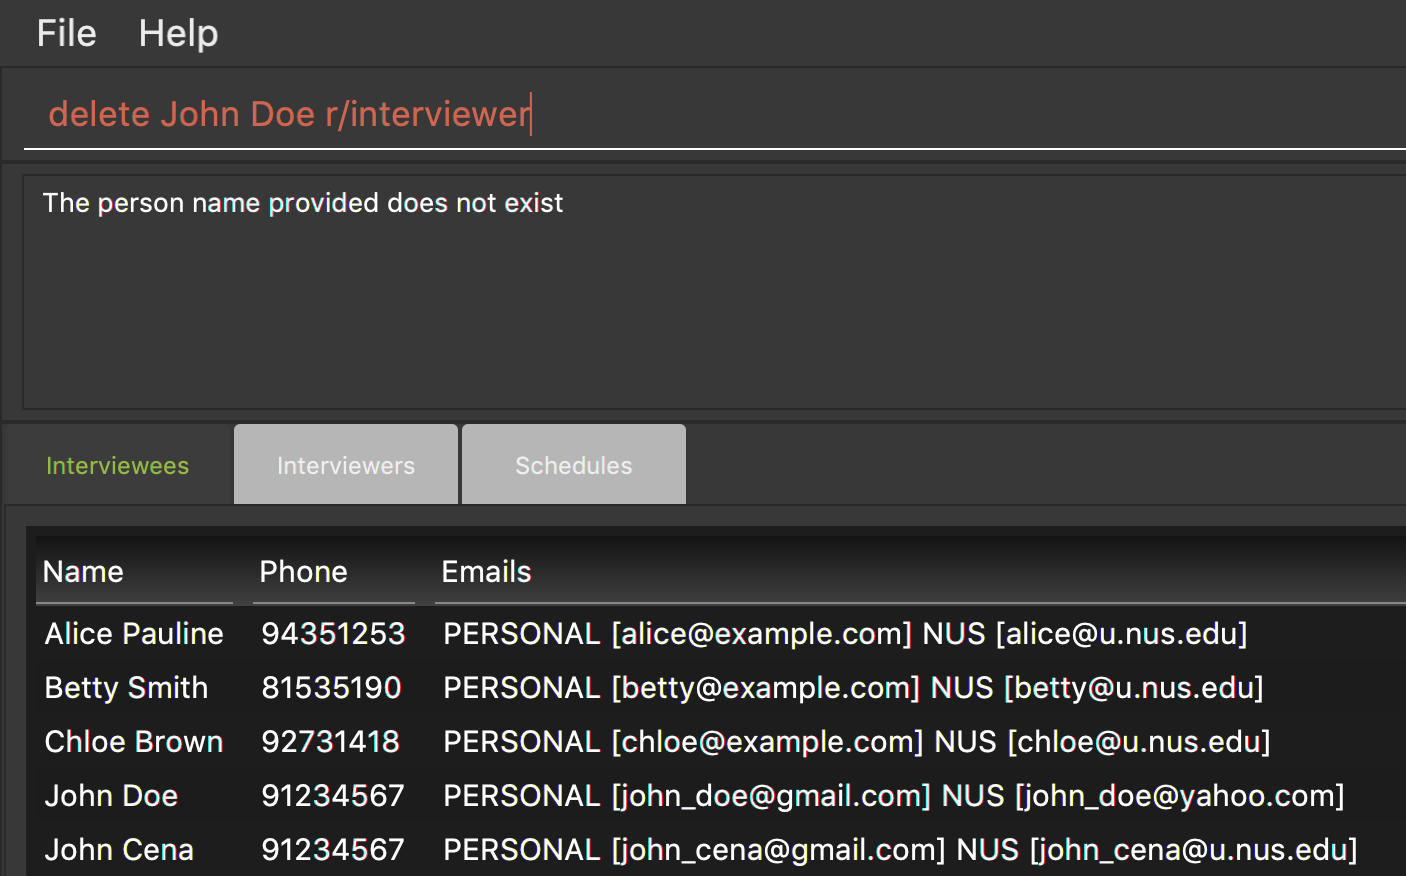 File Help
delete John Doe r/interviewer
The person name provided does not exist
Interviewees Interviewers Schedules
Name Phone Emails
Alice Pauline 94351253 PERSONAL [alice@example.com] NUS [alice@u.nus.edu]
Betty Smith 81535190 PERSONAL [betty@example.com] NUS [betty@u.nus.edu]
Chloe Brown 92731418 PERSONAL [chloe@example.com] NUS [chloe@u.nus.edu]
John Doe 91234567 PERSONAL [john_doe@gmail.com] NUS [john_doe@yahoo.com]
John Cena 91234567 PERSONAL [john_cena@gmail.com] NUS [john_cena@u.nus.edu]